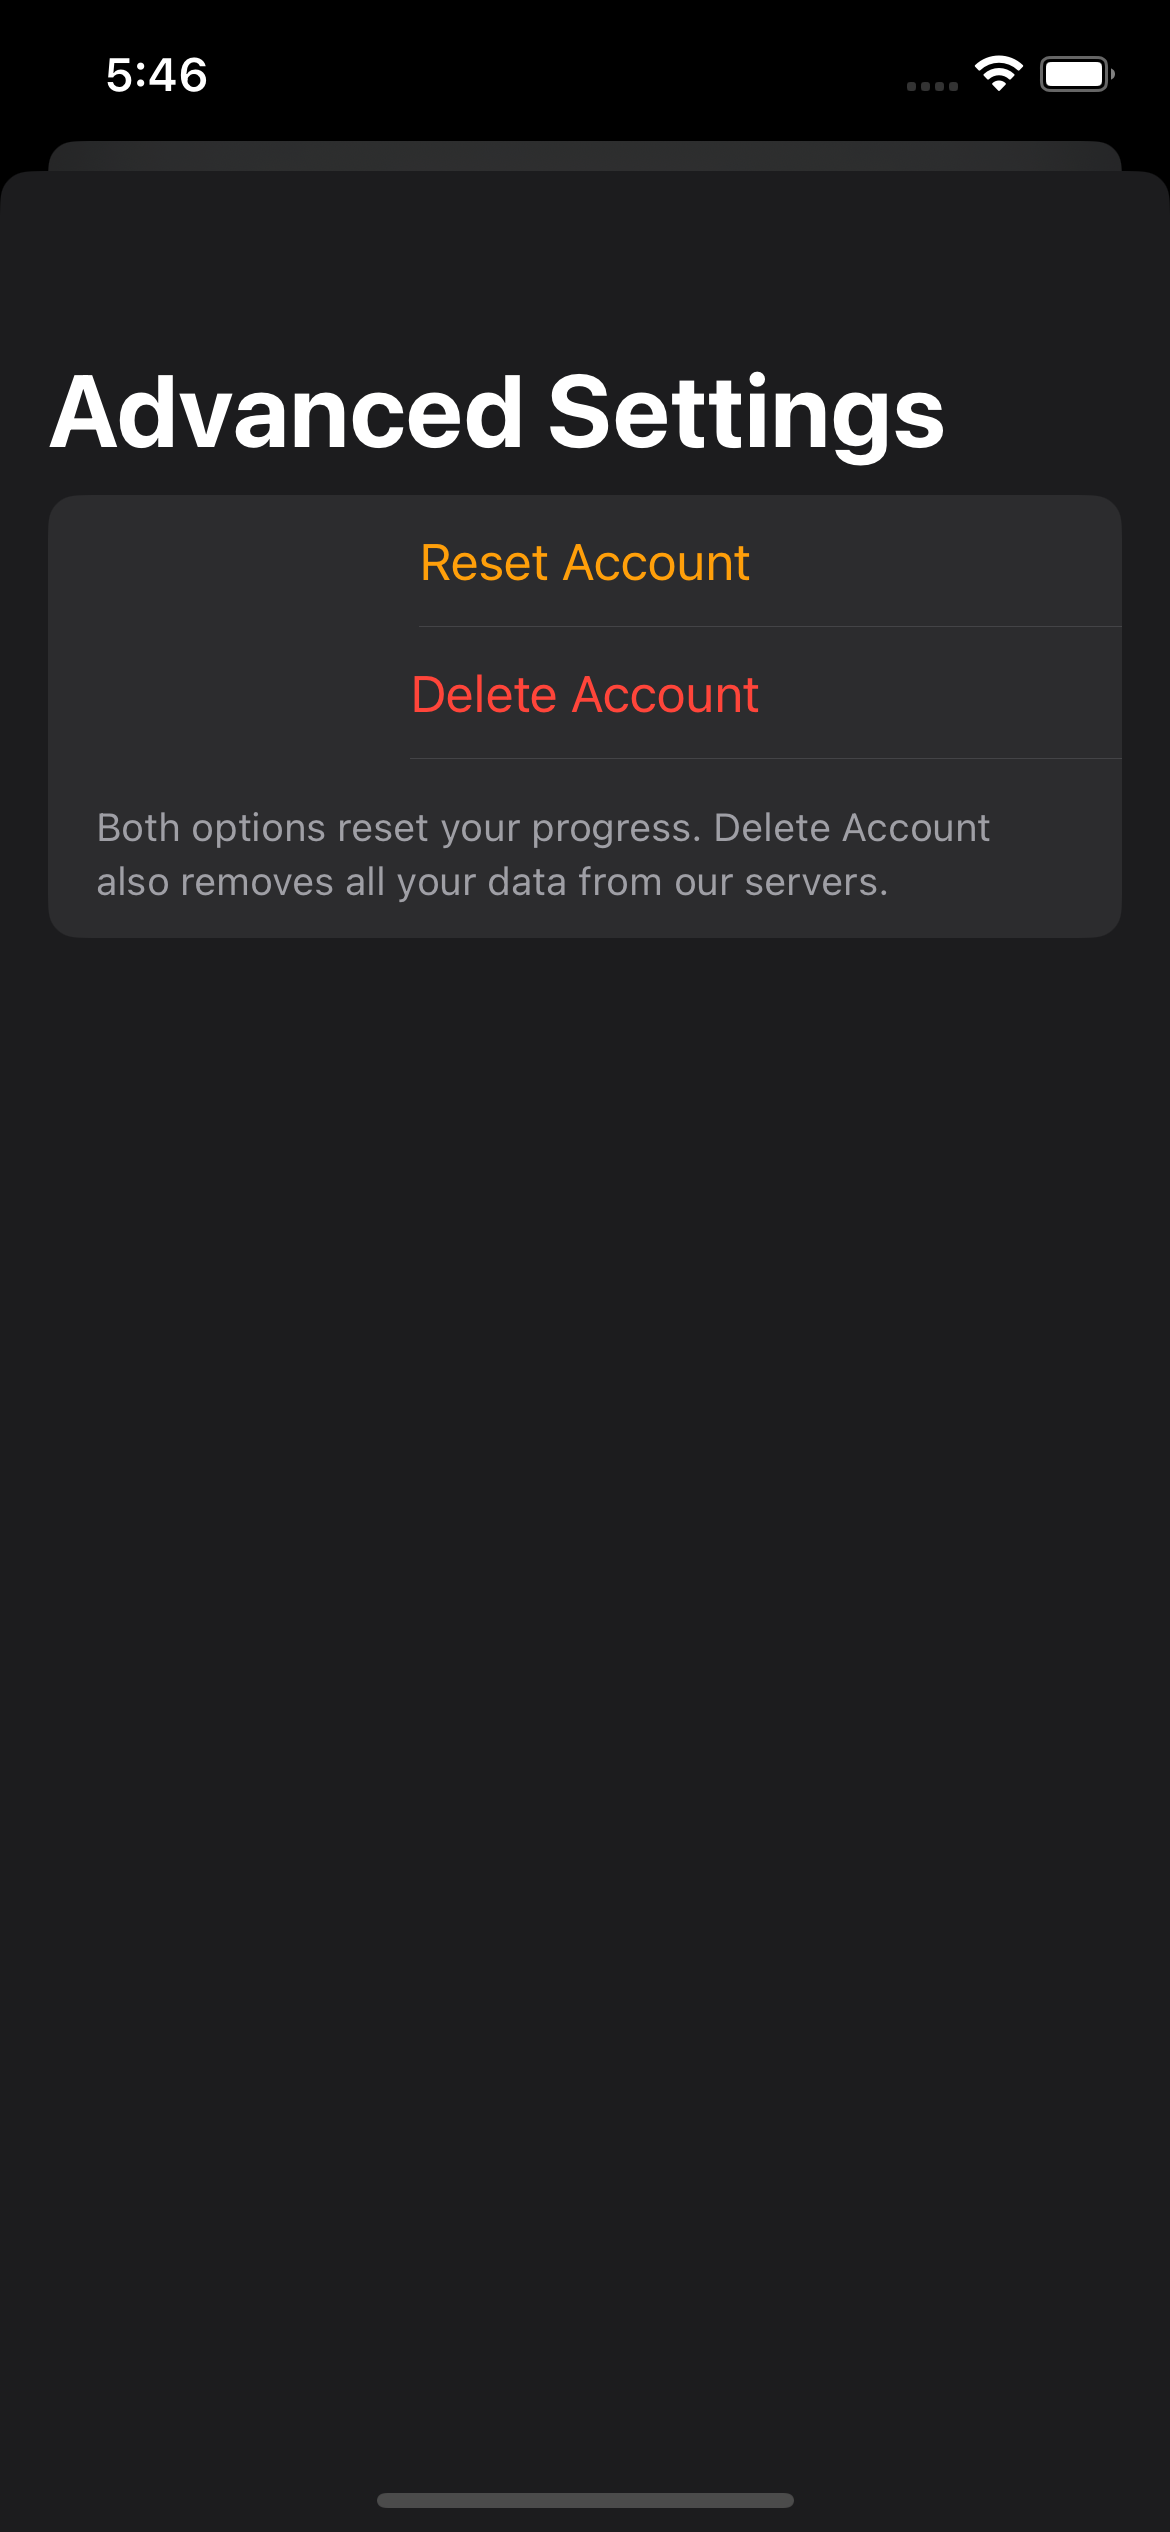 5:46
Advanced Settings
Reset Account
Delete Account
Both options reset your progress. Delete Account
also removes all your data from our servers.